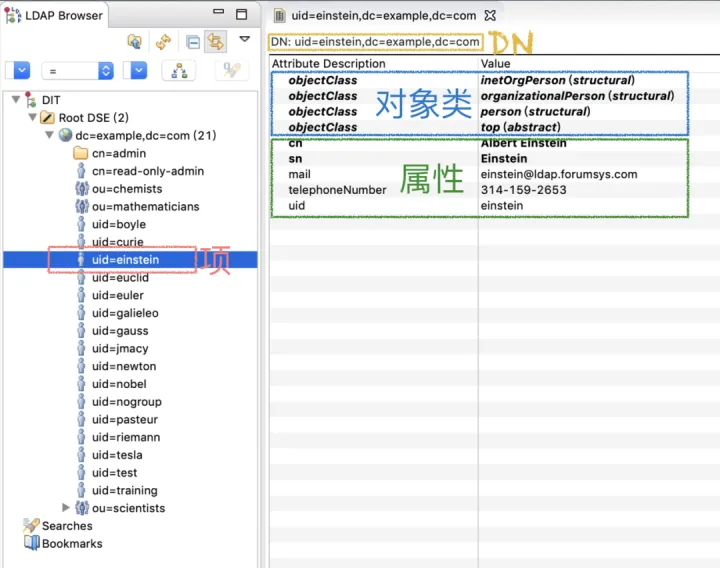 LDAP Browser
=
DIT
Root DSE (2)
dc=example,dc=com (21)
cn=admin
cn=read-only-admin
ou=chemists
ou=mathematicians
uid=boyle
uid=curie
uid=einstein
项
uid=euclid
uid=euler
uid=galieleo
uid=gauss
uid=jmacy
uid=newton
uid=nobel
uid=nogroup
uid=pasteur
uid=riemann
uid=tesla
uid=test
uid=training
ou=scientists
Searches
Bookmarks
uid=einstein,dc=example,dc=com
DN: uid=einstein,dc=example,dc=com DN
Attribute Description Value
objectClass inetOrgPerson (structural)
objectClass organizationalPerson (structural)
objectClass person (structural)
objectClass top (abstract)
对象类
cn Albert Einstein
sn Einstein
mail einstein@ldap.forumsys.com
telephoneNumber 314-159-2653
uid einstein
属性